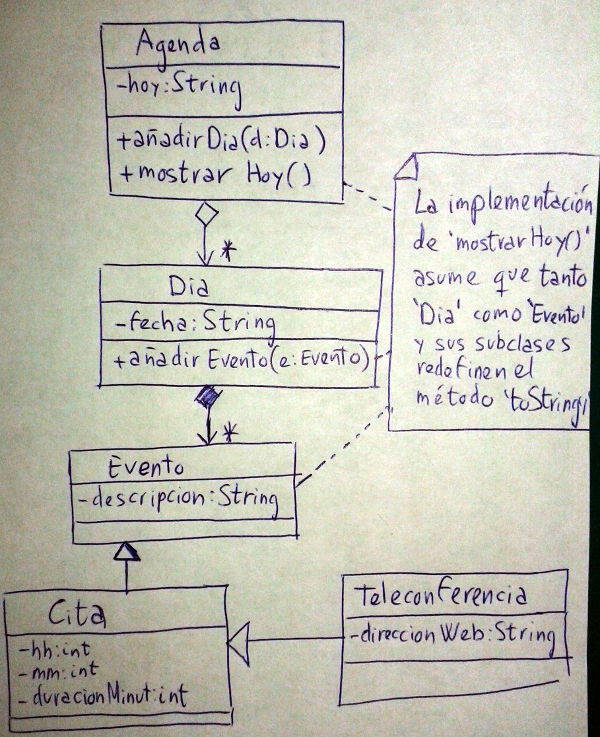 Agenda
-hoy:String
+añadirDia(d:Dia)
+mostrar Hoy()
*
Dia
-fecha:String
+añadir Evento(e:Evento)
*
Evento
-descripcion:String
Cita
-hh:int
-mm:int
-duracionMinut:int
Teleconferencia
-direccionWeb:String
La implementación
de 'mostrarHoy()'
asume que tanto
'Dia' como 'Evento'
y sus subclases
redefinen el
método 'toString()'